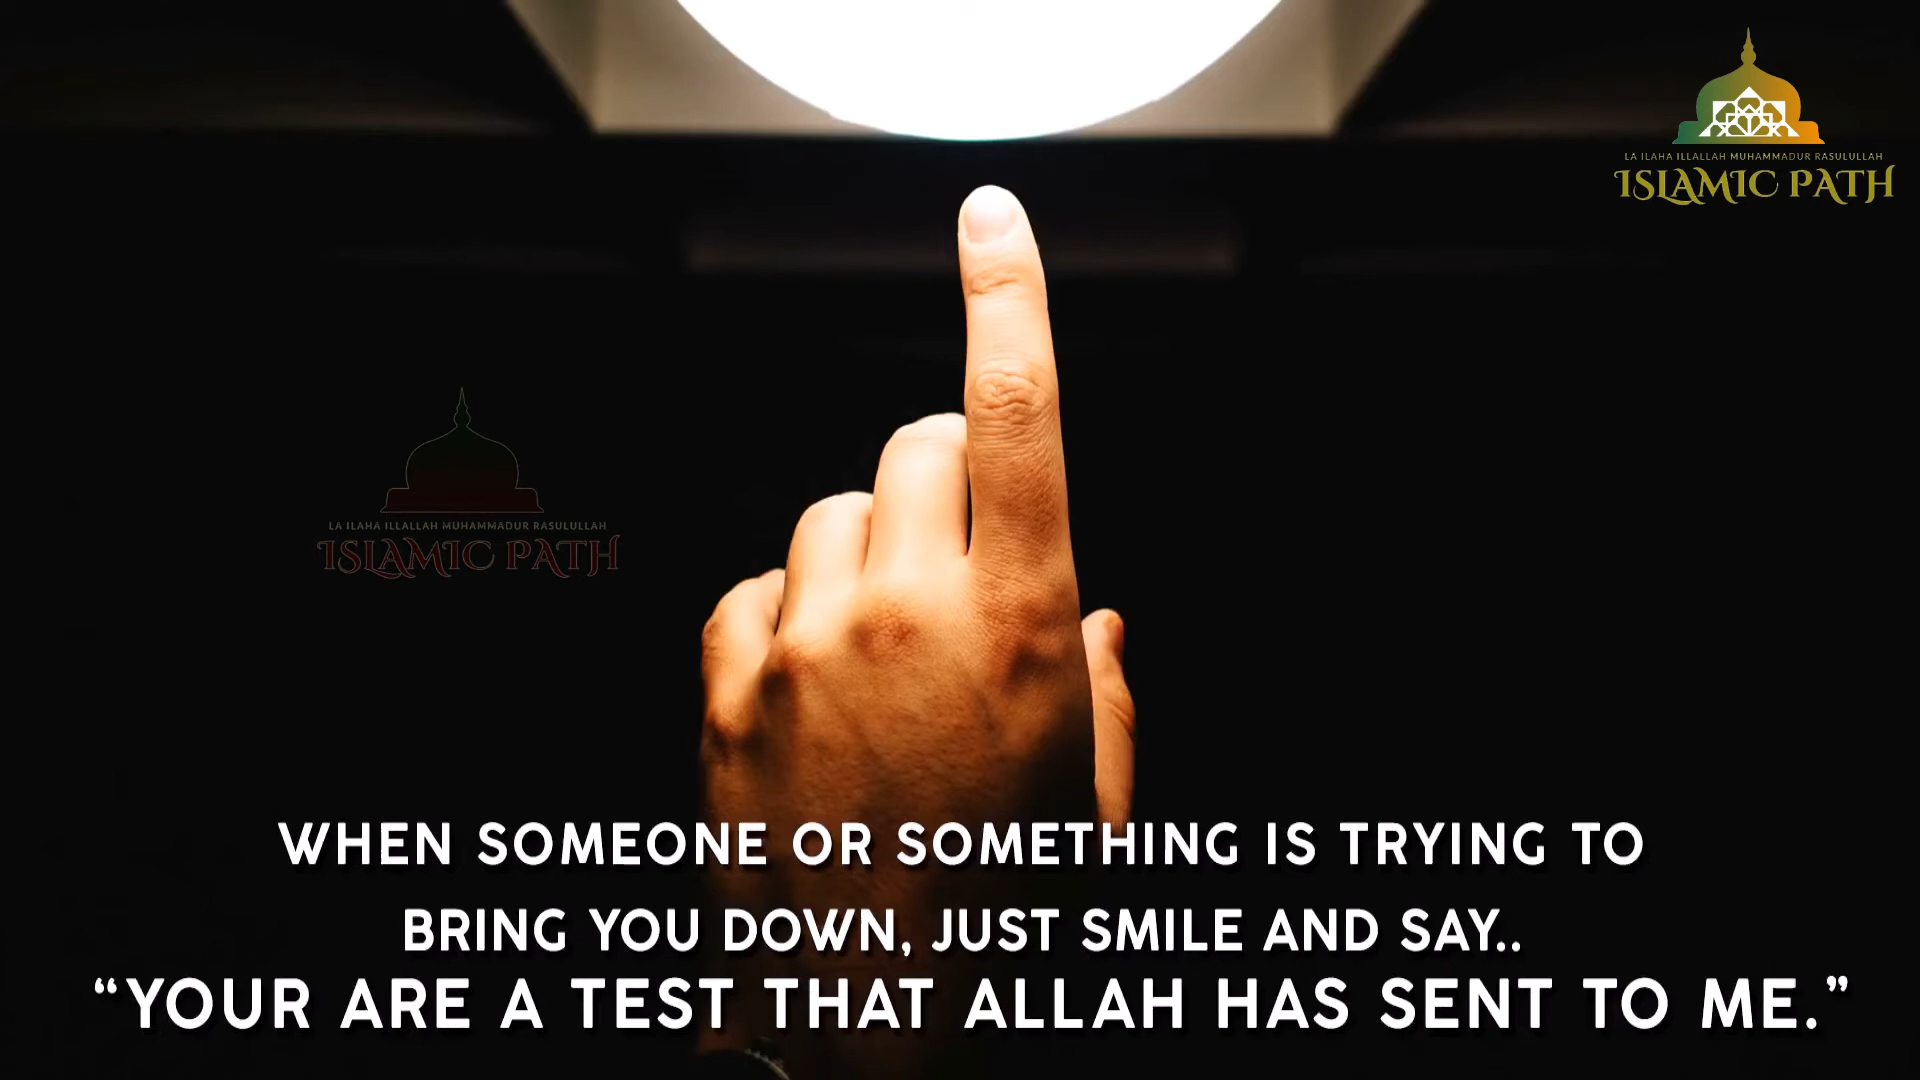 LA ILAHA ILLALLAH MUHAMMADUR RASULULLAH
ISLAMIC PATH
LA ILAHA ILLALLAH MUHAMMADUR RASULULLAH
ISLAMIC PATH
WHEN SOMEONE OR SOMETHING IS TRYING TO
BRING YOU DOWN, JUST SMILE AND SAY..
“YOUR ARE A TEST THAT ALLAH HAS SENT TO ME.”